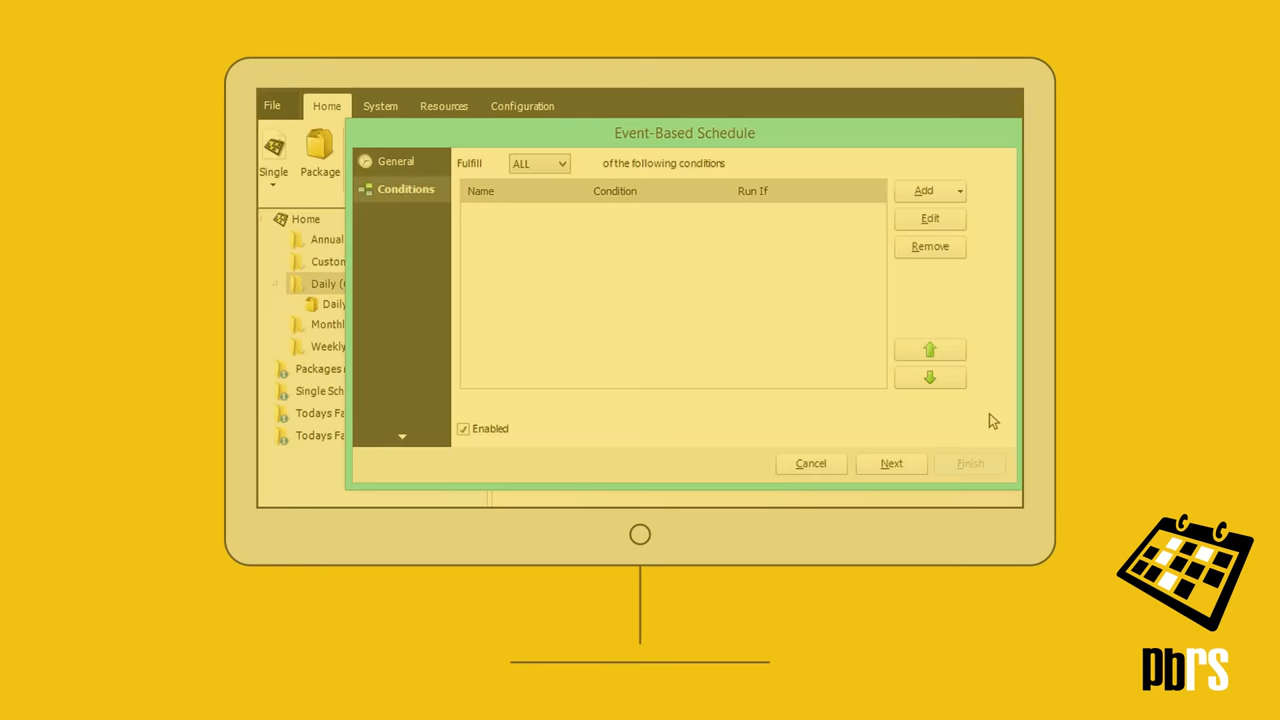 File Home System Resources Configuration
Event-Based Schedule
Single Package
General
Conditions
Fulfill ALL of the following conditions
Name Condition Run If
Add
Edit
Remove
Home
Annual
Custom
Daily (
Daily
Monthl
Weekly
Packages
Single Sch
Todays Fa
Todays Fa
Enabled
Cancel Next Finish
pbrs